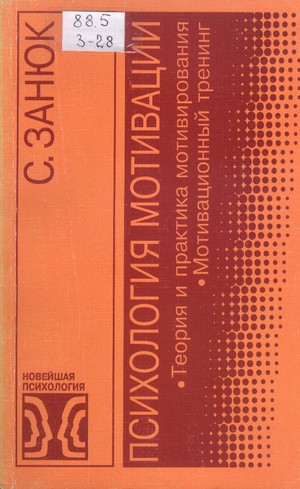 88.5
З-28
С. ЗАНЮК
ПСИХОЛОГИЯ МОТИВАЦИИ
• Теория и практика мотивирования
• Мотивационный тренинг
НОВЕЙШАЯ
ПСИХОЛОГИЯ